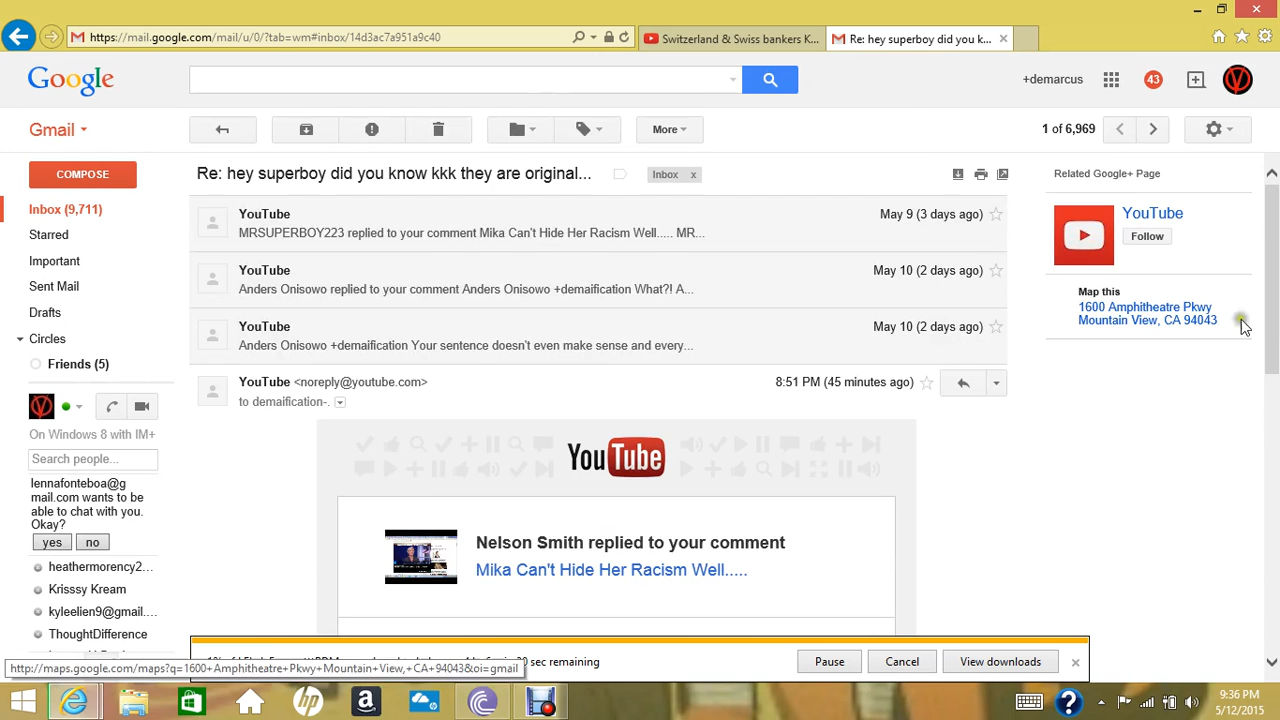 https://mail.google.com/mail/u/0/?tab=wm#inbox/14d3ac7a951a9c40
Switzerland & Swiss bankers K...
Re: hey superboy did you k...
Google
+demarcus
43
Gmail
More
1 of 6,969
COMPOSE
Re: hey superboy did you know kkk they are original...
Inbox x
Related Google+ Page
Inbox (9,711)
Starred
Important
Sent Mail
Drafts
Circles
Friends (5)
YouTube
May 9 (3 days ago)
MRSUPERBOY223 replied to your comment Mika Can't Hide Her Racism Well..... MR...
YouTube
May 10 (2 days ago)
Anders Onisowo replied to your comment Anders Onisowo +demaification What?! A...
YouTube
May 10 (2 days ago)
Anders Onisowo +demaification Your sentence doesn't even make sense and every...
YouTube
Follow
Map this
1600 Amphitheatre Pkwy
Mountain View, CA 94043
YouTube <noreply@youtube.com>
8:51 PM (45 minutes ago)
to demaification-.
YouTube
Nelson Smith replied to your comment
Mika Can't Hide Her Racism Well.....
On Windows 8 with IM+
Search people...
lennafonteboa@g
mail.com wants to
be able to chat with you.
Okay?
yes no
heathermorency2...
Krisssy Kream
kyleelien9@gmail....
ThoughtDifference
http://maps.google.com/maps?q=1600+Amphitheatre+Pkwy+Mountain+View,+CA+94043&oi=gmail
sec remaining
Pause
Cancel
View downloads
hp
a
9:36 PM
5/12/2015